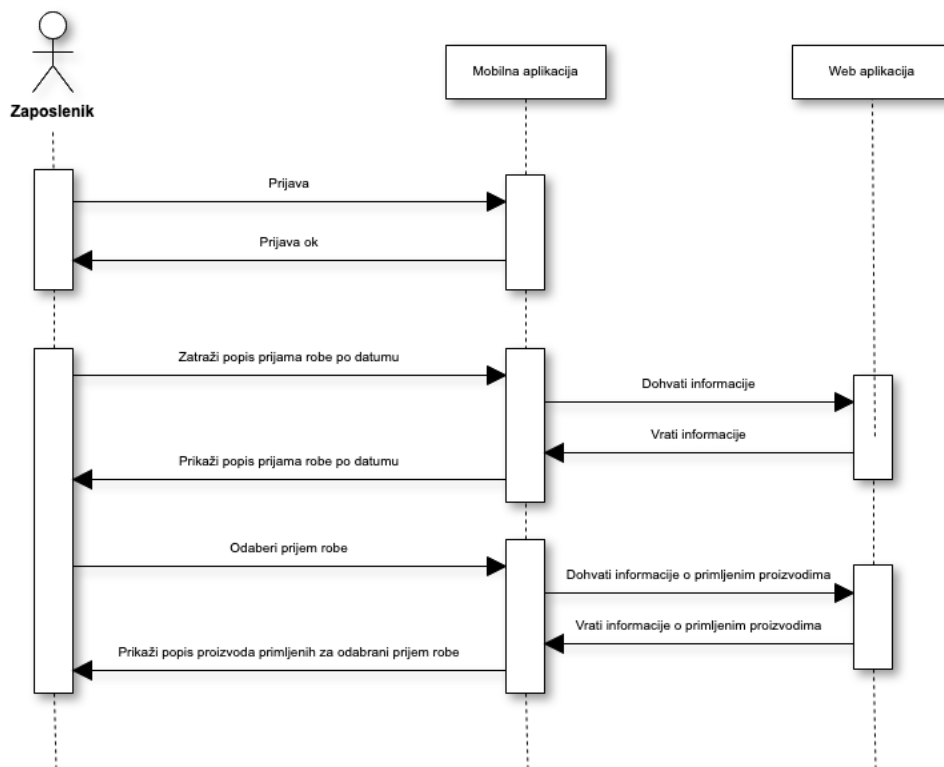 Mobilna aplikacija
Web aplikacija
Zaposlenik
Prijava
Prijava ok
Zatraži popis prijama robe po datumu
Dohvati informacije
Vrati informacije
Prikaži popis prijama robe po datumu
Odaberi prijem robe
Dohvati informacije o primljenim proizvodima
Vrati informacije o primljenim proizvodima
Prikaži popis proizvoda primljenih za odabrani prijem robe